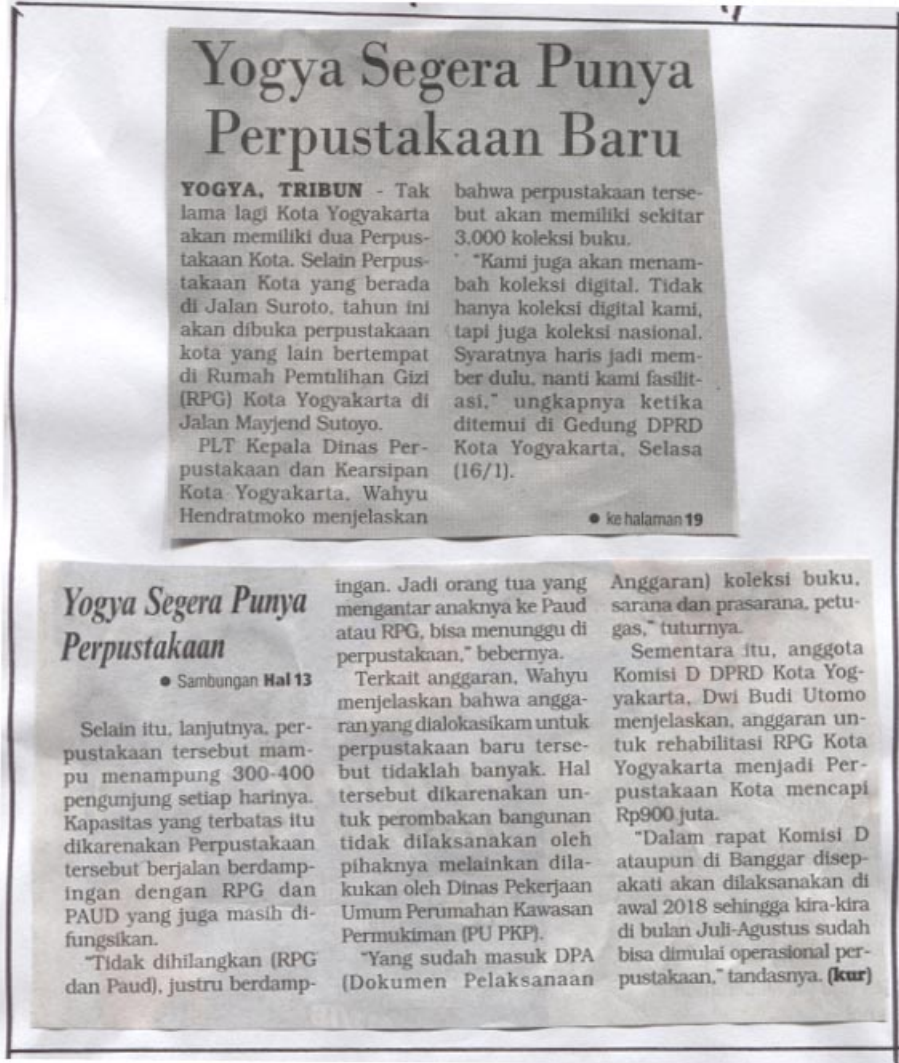 Yogya Segera Punya
Perpustakaan Baru
YOGYA, TRIBUN - Tak
lama lagi Kota Yogyakarta
akan memiliki dua Perpus-
takaan Kota. Selain Perpus-
takaan Kota yang berada
di Jalan Suroto, tahun ini
akan dibuka perpustakaan
kota yang lain bertempat
di Rumah Pemulihan Gizi
(RPG) Kota Yogyakarta di
Jalan Mayjend Sutoyo.
PLT Kepala Dinas Per-
pustakaan dan Kearsipan
Kota Yogyakarta, Wahyu
Hendratmoko menjelaskan
bahwa perpustakaan terse-
but akan memiliki sekitar
3.000 koleksi buku.
"Kami juga akan menam-
bah koleksi digital. Tidak
hanya koleksi digital kami,
tapi juga koleksi nasional.
Syaratnya haris jadi mem-
ber dulu, nanti kami fasilit-
asi," ungkapnya ketika
ditemui di Gedung DPRD
Kota Yogyakarta, Selasa
(16/1).
● ke halaman 19
Yogya Segera Punya
Perpustakaan
● Sambungan Hal 13
Selain itu, lanjutnya, per-
pustakaan tersebut mam-
pu menampung 300-400
pengunjung setiap harinya.
Kapasitas yang terbatas itu
dikarenakan Perpustakaan
tersebut berjalan berdamp-
ingan dengan RPG dan
PAUD yang juga masih di-
fungsikan.
"Tidak dihilangkan (RPG
dan Paud), justru berdamp-
ingan. Jadi orang tua yang
mengantar anaknya ke Paud
atau RPG, bisa menunggu di
perpustakaan," bebernya.
Terkait anggaran, Wahyu
menjelaskan bahwa angga-
ran yang dialokasikam untuk
perpustakaan baru terse-
but tidaklah banyak. Hal
tersebut dikarenakan un-
tuk perombakan bangunan
tidak dilaksanakan oleh
pihaknya melainkan dila-
kukan oleh Dinas Pekerjaan
Umum Perumahan Kawasan
Permukiman (PU PKP).
"Yang sudah masuk DPA
(Dokumen Pelaksanaan
Anggaran) koleksi buku,
sarana dan prasarana, petu-
gas," tuturnya.
Sementara itu, anggota
Komisi D DPRD Kota Yog-
yakarta, Dwi Budi Utomo
menjelaskan, anggaran un-
tuk rehabilitasi RPG Kota
Yogyakarta menjadi Per-
pustakaan Kota mencapi
Rp900 juta.
"Dalam rapat Komisi D
ataupun di Banggar disep-
akati akan dilaksanakan di
awal 2018 sehingga kira-kira
di bulan Juli-Agustus sudah
bisa dimulai operasional per-
pustakaan," tandasnya. (kur)